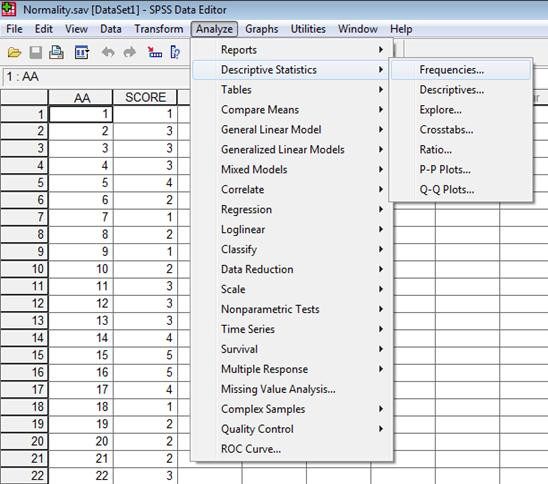 Normality.sav [DataSet1] - SPSS Data Editor
File Edit View Data Transform Analyze Graphs Utilities Window Help
1 : AA
AA SCORE
1 1 1
2 2 3
3 3 3
4 4 3
5 5 4
6 6 2
7 7 1
8 8 2
9 9 1
10 10 2
11 11 3
12 12 3
13 13 3
14 14 4
15 15 5
16 16 5
17 17 4
18 18 1
19 19 2
20 20 2
21 21 2
22 22 3
Reports
Descriptive Statistics
Tables
Compare Means
General Linear Model
Generalized Linear Models
Mixed Models
Correlate
Regression
Loglinear
Classify
Data Reduction
Scale
Nonparametric Tests
Time Series
Survival
Multiple Response
Missing Value Analysis...
Complex Samples
Quality Control
ROC Curve...
Frequencies...
Descriptives...
Explore...
Crosstabs...
Ratio...
P-P Plots...
Q-Q Plots...